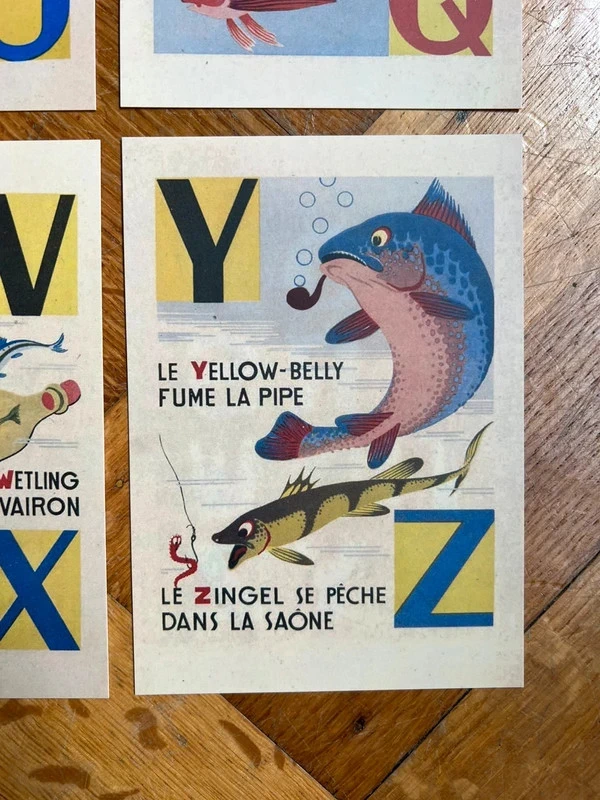 Q
W
WETLING
VAIRON
X
Y
LE YELLOW-BELLY
FUME LA PIPE
LE ZINGEL SE PÊCHE
DANS LA SAÔNE
Z